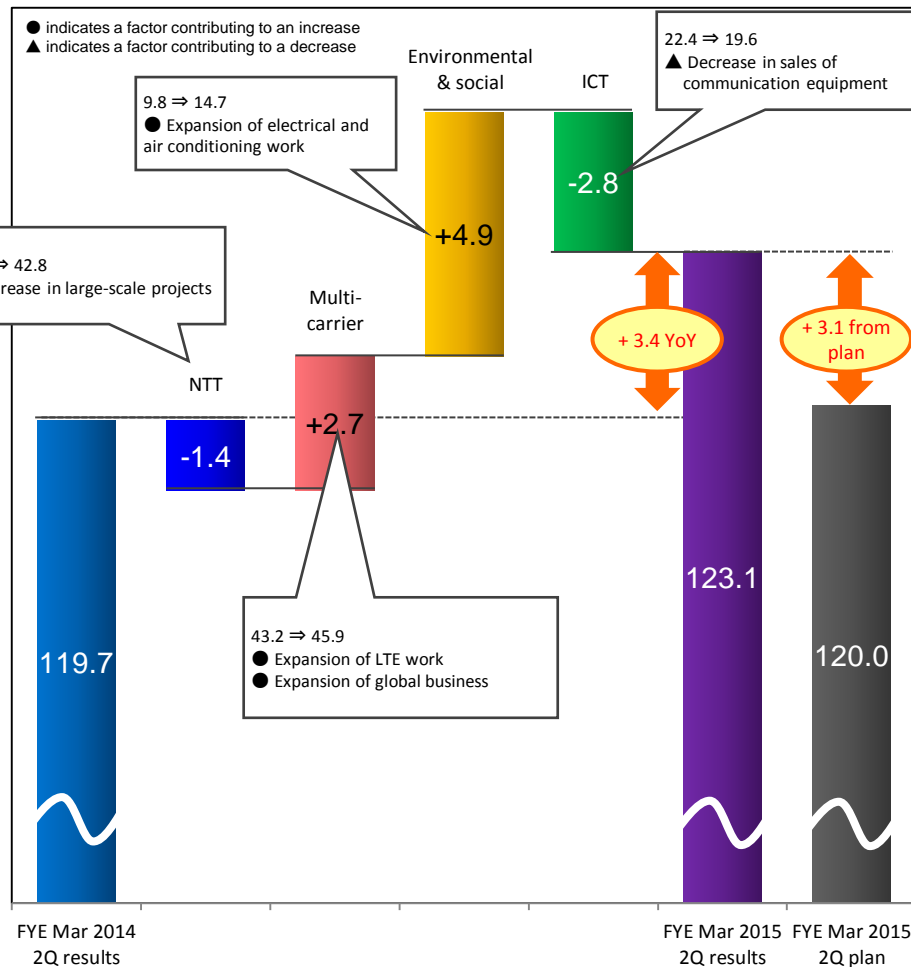 ● indicates a factor contributing to an increase
▲ indicates a factor contributing to a decrease
Environmental
& social
ICT
22.4 ⇒ 19.6
▲ Decrease in sales of
communication equipment
9.8 ⇒ 14.7
● Expansion of electrical and
air conditioning work
-2.8
+4.9
⇒ 42.8
rease in large-scale projects
Multi-
carrier
+ 3.4 YoY
+ 3.1 from
plan
NTT
-1.4
+2.7
123.1
43.2 ⇒ 45.9
● Expansion of LTE work
● Expansion of global business
119.7
120.0
FYE Mar 2014
2Q results
FYE Mar 2015
2Q results
FYE Mar 2015
2Q plan